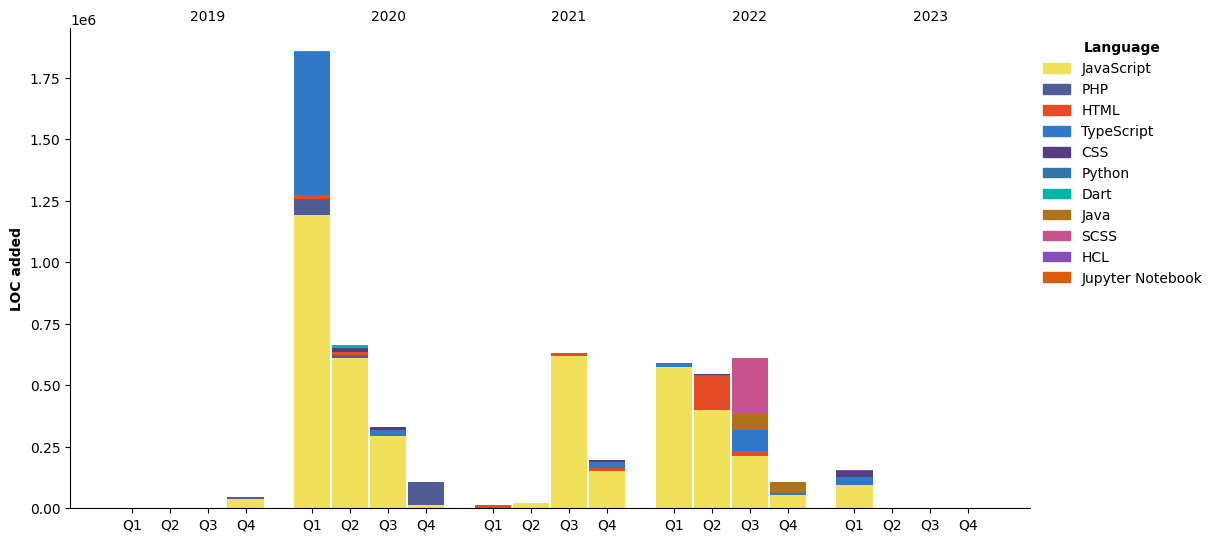 1e6
2019 2020 2021 2022 2023
Language
JavaScript
PHP
HTML
TypeScript
CSS
Python
Dart
Java
SCSS
HCL
Jupyter Notebook
LOC added
1.75
1.50
1.25
1.00
0.75
0.50
0.25
0.00
Q1 Q2 Q3 Q4 Q1 Q2 Q3 Q4 Q1 Q2 Q3 Q4 Q1 Q2 Q3 Q4 Q1 Q2 Q3 Q4